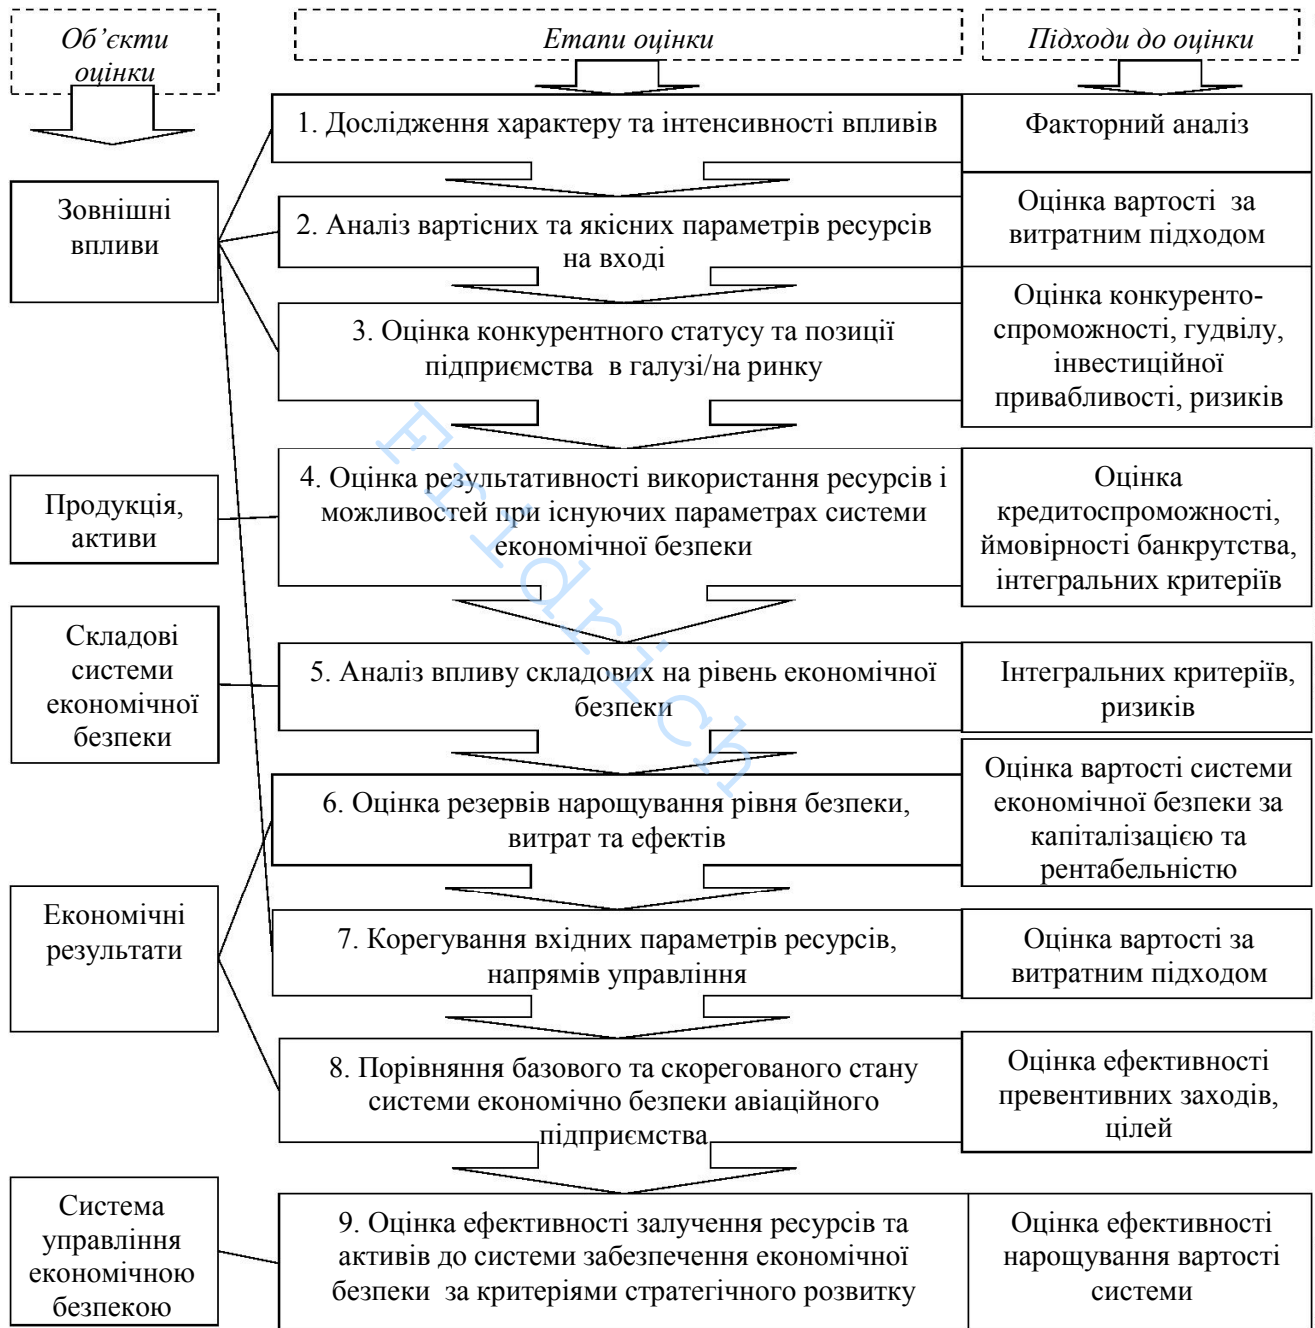 Об’єкти
оцінки
Етапи оцінки
Підходи до оцінки
1. Дослідження характеру та інтенсивності впливів
Факторний аналіз
Зовнішні
впливи
2. Аналіз вартісних та якісних параметрів ресурсів
на вході
Оцінка вартості за
витратним підходом
3. Оцінка конкурентного статусу та позиції
підприємства в галузі/на ринку
Оцінка конкуренто-
спроможності, гудвілу,
інвестиційної
привабливості, ризиків
Продукція,
активи
4. Оцінка результативності використання ресурсів і
можливостей при існуючих параметрах системи
економічної безпеки
Оцінка
кредитоспроможності,
ймовірності банкрутства,
інтегральних критеріїв
Складові
системи
економічної
безпеки
5. Аналіз впливу складових на рівень економічної
безпеки
Інтегральних критеріїв,
ризиків
6. Оцінка резервів нарощування рівня безпеки,
витрат та ефектів
Оцінка вартості системи
економічної безпеки за
капіталізацією та
рентабельністю
Економічні
результати
7. Корегування вхідних параметрів ресурсів,
напрямів управління
Оцінка вартості за
витратним підходом
8. Порівняння базового та скорегованого стану
системи економічно безпеки авіаційного
підприємства
Оцінка ефективності
превентивних заходів,
цілей
Система
управління
економічною
безпекою
9. Оцінка ефективності залучення ресурсів та
активів до системи забезпечення економічної
безпеки за критеріями стратегічного розвитку
Оцінка ефективності
нарощування вартості
системи
Fridrich